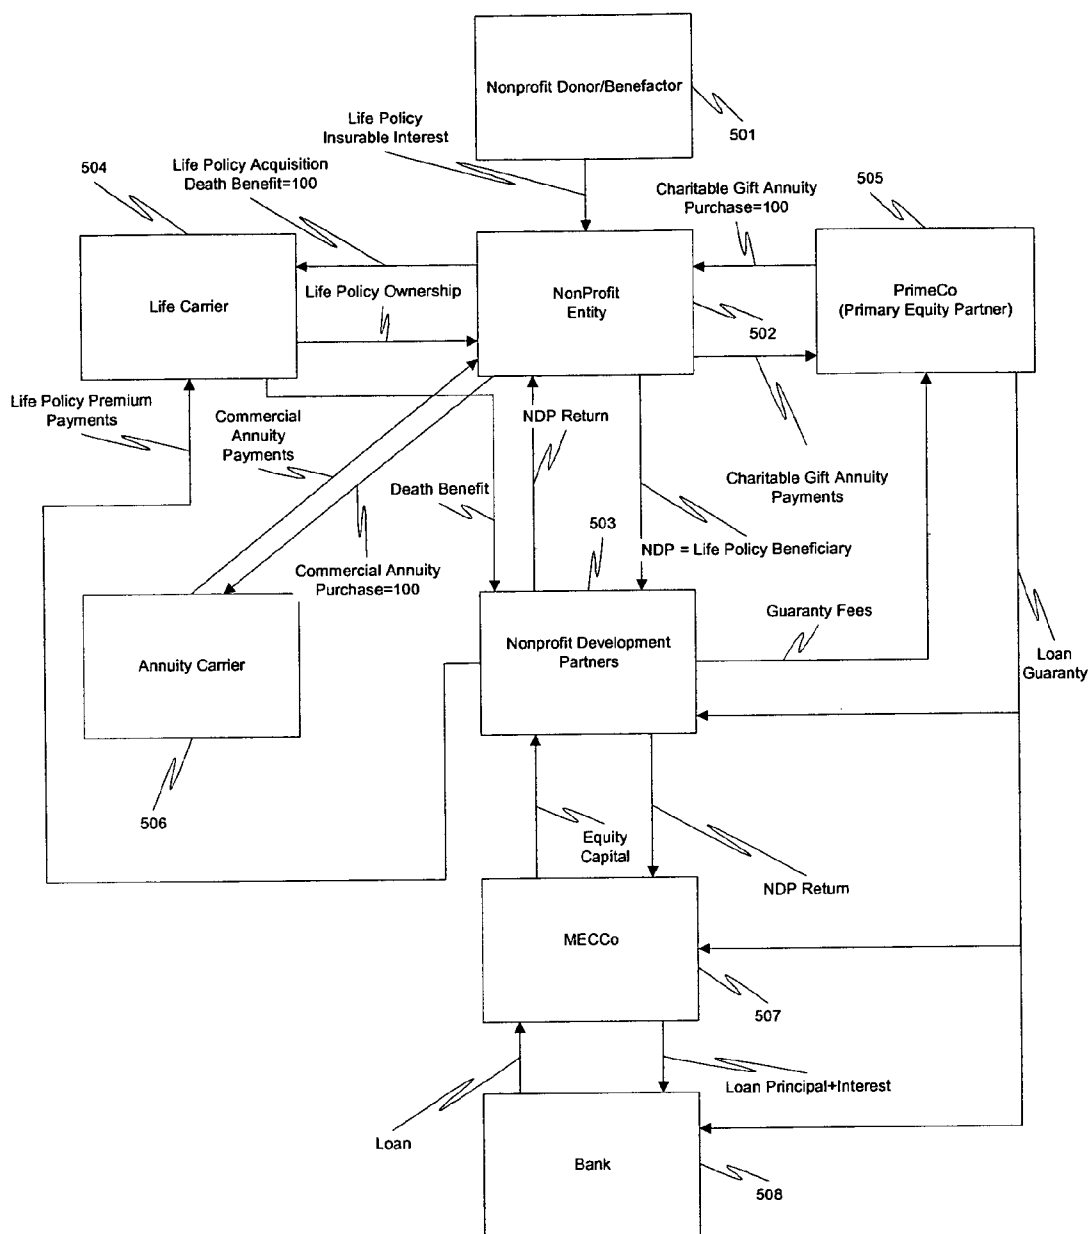 Nonprofit Donor/Benefactor
501
Life Policy
Insurable Interest
504
Life Policy Acquisition
Death Benefit=100
Charitable Gift Annuity
Purchase=100
505
Life Carrier
Life Policy Ownership
NonProfit
Entity
502
PrimeCo
(Primary Equity Partner)
Life Policy Premium
Payments
Commercial
Annuity
Payments
NDP Return
Charitable Gift Annuity
Payments
Death Benefit
503
NDP = Life Policy Beneficiary
Commercial Annuity
Purchase=100
Guaranty Fees
Annuity Carrier
Nonprofit Development
Partners
Loan
Guaranty
506
Equity
Capital
NDP Return
MECCo
507
Loan Principal+Interest
Loan
Bank
508